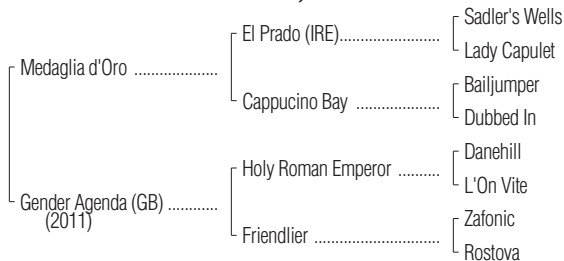 Sadler's Wells
El Prado (IRE)....................
Lady Capulet
Medaglia d'Oro .................
Bailjumper
Cappucino Bay .................
Dubbed In
Danehill
Holy Roman Emperor ........
L'On Vite
Gender Agenda (GB) ..........
(2011)
Zafonic
Friendlier .........................
Rostova